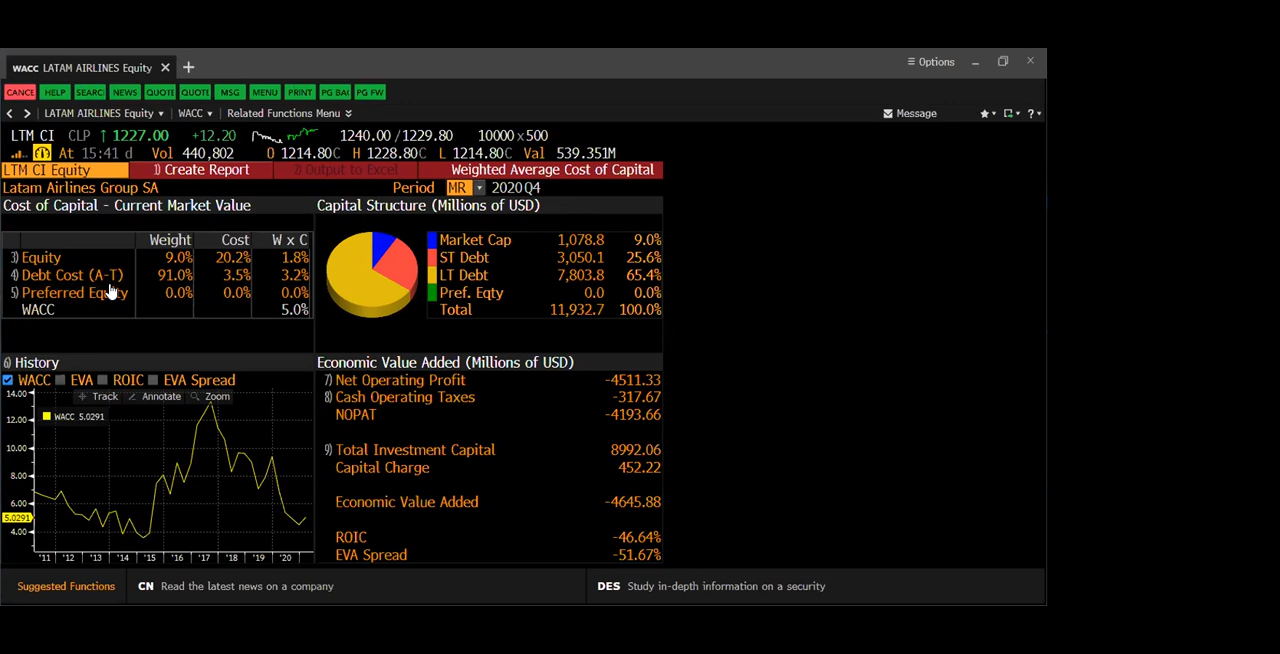 WACC LATAM AIRLINES Equity ✕ +
Options
CANCE HELP SEARC NEWS QUOTE QUOTE MSG MENU PRINT PG BAC PG FW
LATAM AIRLINES Equity WACC Related Functions Menu Message ?
LTM CI CLP ↑ 1227.00 +12.20 1240.00 / 1229.80 10000 x 500
At 15:41 d Vol 440,802 O 1214.80C H 1228.80C L 1214.80C Val 539.351M
LTM CI Equity 1) Create Report 2) Output to Excel Weighted Average Cost of Capital
Latam Airlines Group SA Period MR 2020 Q4
Cost of Capital - Current Market Value Capital Structure (Millions of USD)
Weight Cost W x C
3) Equity 9.0% 20.2% 1.8%
4) Debt Cost (A-T) 91.0% 3.5% 3.2%
5) Preferred Equity 0.0% 0.0% 0.0%
WACC 5.0%
Market Cap 1,078.8 9.0%
ST Debt 3,050.1 25.6%
LT Debt 7,803.8 65.4%
Pref. Eqty 0.0 0.0%
Total 11,932.7 100.0%
6) History
WACC EVA ROIC EVA Spread
Track Annotate Zoom
WACC 5.0291
14.00
12.00
10.00
8.00
6.00
5.0291
4.00
'11 '12 '13 '14 '15 '16 '17 '18 '19 '20
Economic Value Added (Millions of USD)
7) Net Operating Profit -4511.33
8) Cash Operating Taxes -317.67
NOPAT -4193.66
9) Total Investment Capital 8992.06
Capital Charge 452.22
Economic Value Added -4645.88
ROIC -46.64%
EVA Spread -51.67%
Suggested Functions CN Read the latest news on a company DES Study in-depth information on a security